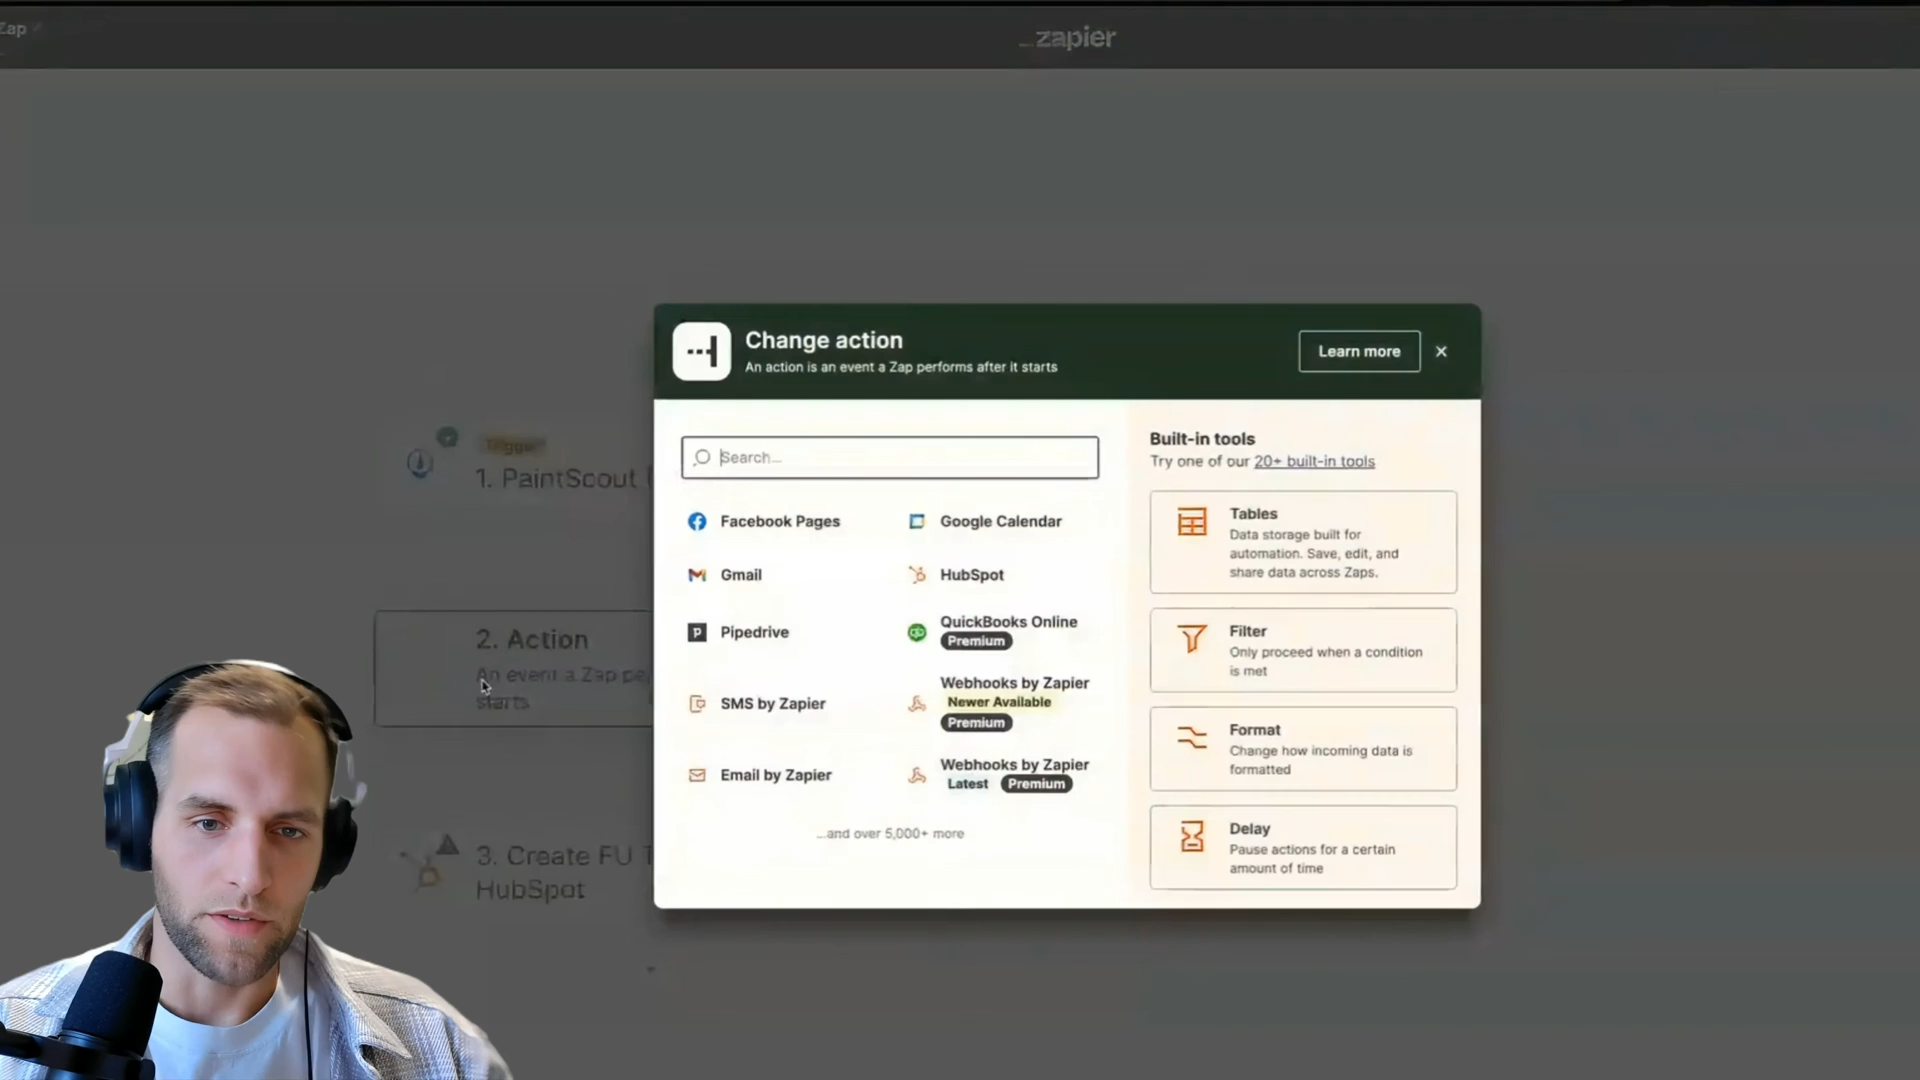 Zap
zapier
Change action
An action is an event a Zap performs after it starts
Learn more
Search...
Facebook Pages
Google Calendar
Gmail
HubSpot
Pipedrive
QuickBooks Online
Premium
SMS by Zapier
Webhooks by Zapier
Newer Available
Premium
Email by Zapier
Webhooks by Zapier
Latest Premium
...and over 5,000+ more
Built-in tools
Try one of our 20+ built-in tools
Tables
Data storage built for
automation. Save, edit, and
share data across Zaps.
Filter
Only proceed when a condition
is met
Format
Change how incoming data is
formatted
Delay
Pause actions for a certain
amount of time
Trigger
1. PaintScout
2. Action
An event a Zap pe
starts
3. Create FU T
HubSpot